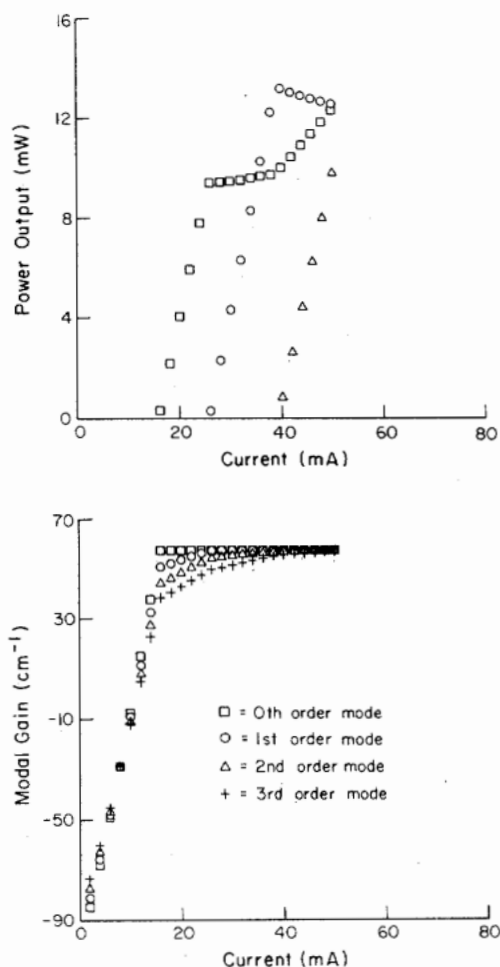 16
12
8
4
0
Power Output (mW)
0 20 40 60 80
Current (mA)
70
30
-10
-50
-90
Modal Gain (cm⁻¹)
□ = 0th order mode
○ = 1st order mode
△ = 2nd order mode
+ = 3rd order mode
0 20 40 60 80
Current (mA)